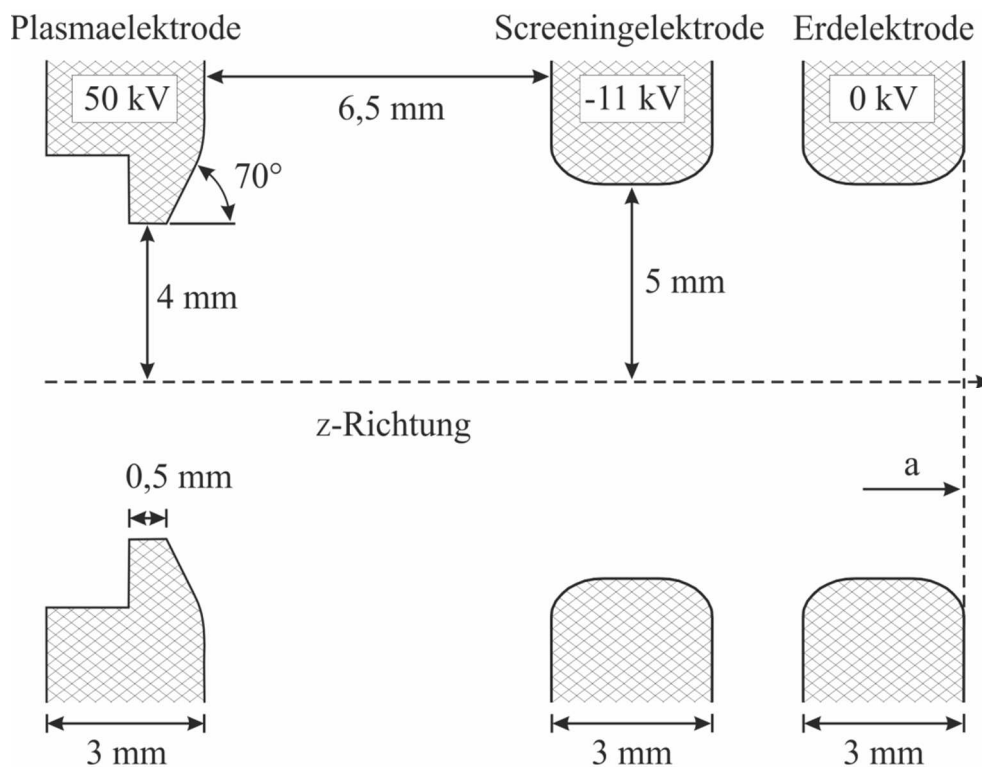 Plasmaelektrode
Screeningelektrode
Erdelektrode
50 kV
-11 kV
0 kV
6,5 mm
70°
4 mm
5 mm
z-Richtung
0,5 mm
a
3 mm
3 mm
3 mm